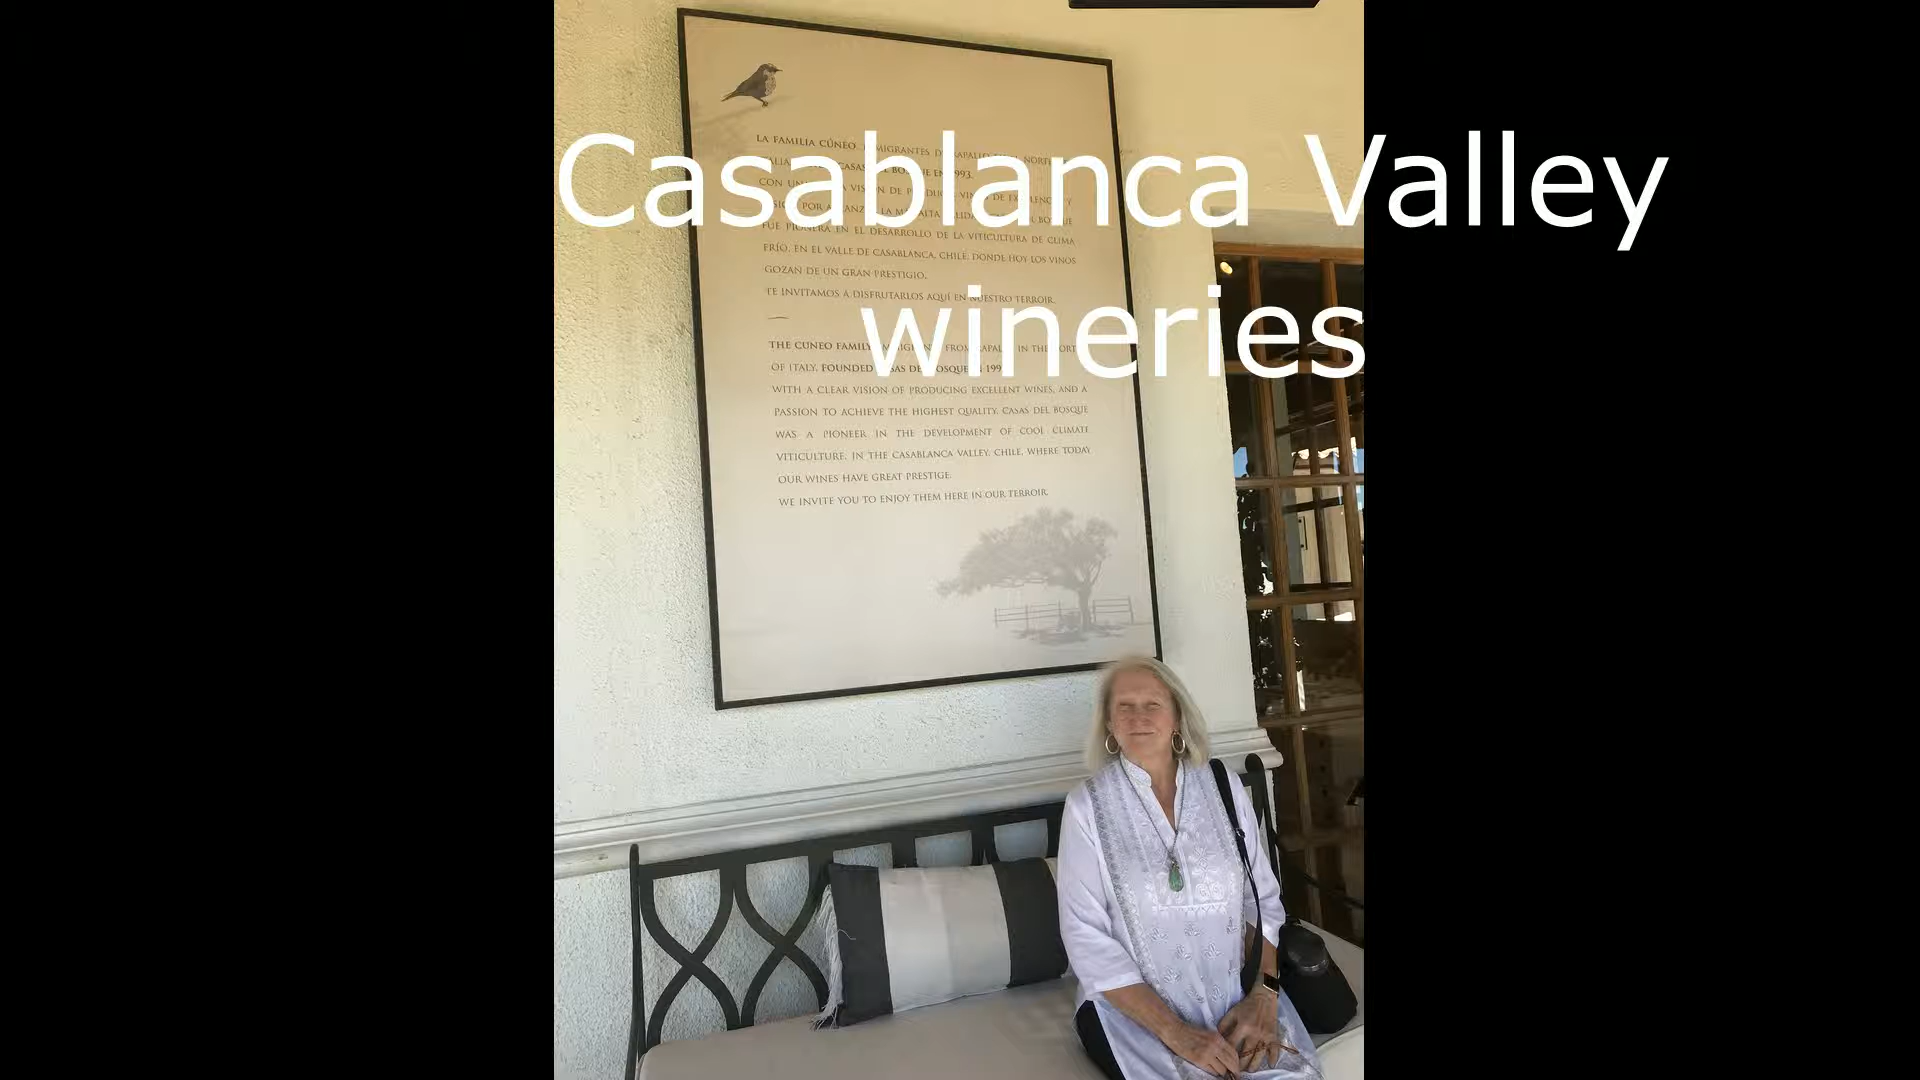 Casablanca Valley
wineries
LA FAMILIA CÚNEO
CON
FUE PIONERA EN EL DESARROLLO DE LA VITICULTURA DE CLIMA
FRÍO, EN EL VALLE DE CASABLANCA, CHILE, DONDE HOY LOS VINOS
GOZAN DE UN GRAN PRESTIGIO.
TE INVITAMOS A DISFRUTARLOS AQUÍ EN NUESTRO TERROIR.
THE CUNEO FAMILY FROM IN THE
OF ITALY, FOUNDED
WITH A CLEAR VISION OF PRODUCING EXCELLENT WINES, AND A
PASSION TO ACHIEVE THE HIGHEST QUALITY, CASAS DEL BOSQUE
WAS A PIONEER IN THE DEVELOPMENT OF COOL CLIMATE
VITICULTURE, IN THE CASABLANCA VALLEY, CHILE, WHERE TODAY
OUR WINES HAVE GREAT PRESTIGE.
WE INVITE YOU TO ENJOY THEM HERE IN OUR TERROIR.